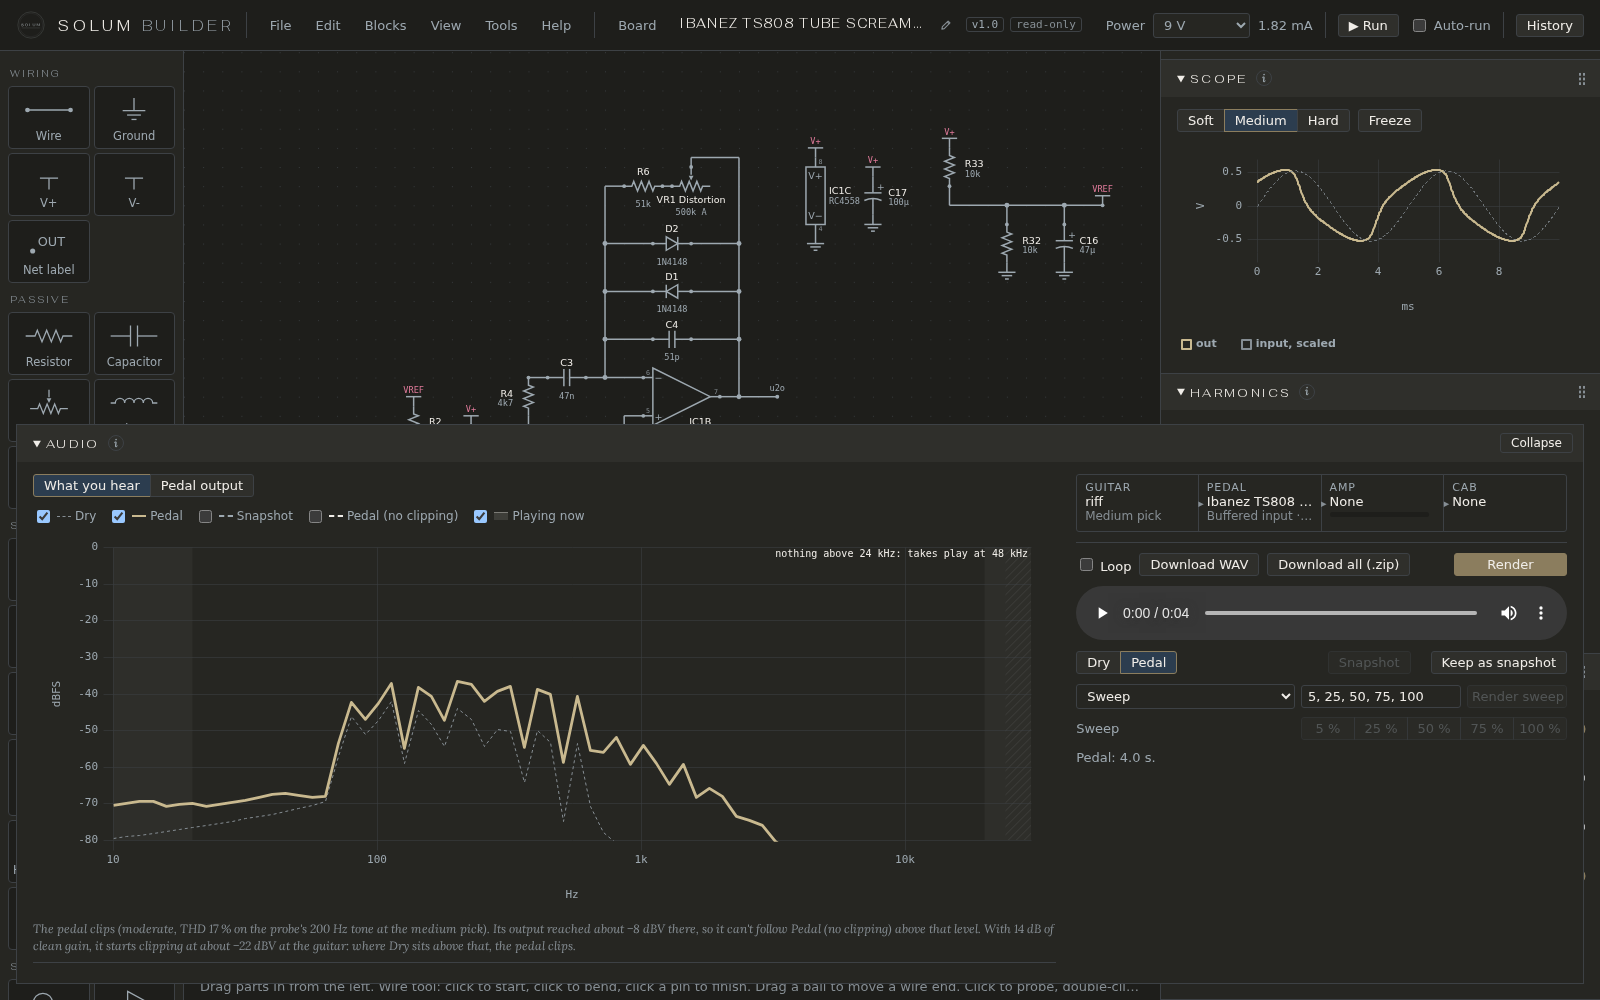 SOLUM BUILDER
File Edit Blocks View Tools Help
Board IBANEZ TS808 TUBE SCREAM... v1.0 read-only
Power 9 V 1.82 mA ▶ Run Auto-run History
WIRING
Wire Ground
V+ V-
OUT
Net label
PASSIVE
Resistor Capacitor
R6
51k
VR1 Distortion
500k A
D2
1N4148
D1
1N4148
C4
51p
C3
47n
R4
4k7
VREF
R2
V+
6
5
7
IC1B
u2o
V+
8
V+
V−
4
IC1C
RC4558
V+
C17
100µ
V+
R33
10k
VREF
R32
10k
C16
47µ
SCOPE i
Soft Medium Hard Freeze
0.5
0
-0.5
V
0 2 4 6 8
ms
out input, scaled
HARMONICS i
AUDIO i Collapse
What you hear Pedal output
Dry Pedal Snapshot Pedal (no clipping) Playing now
nothing above 24 kHz: takes play at 48 kHz
0
-10
-20
-30
-40
-50
-60
-70
-80
dBFS
10 100 1k 10k
Hz
The pedal clips (moderate, THD 17 % on the probe's 200 Hz tone at the medium pick). Its output reached about −8 dBV there, so it can't follow Pedal (no clipping) above that level. With 14 dB of
clean gain, it starts clipping at about −22 dBV at the guitar: where Dry sits above that, the pedal clips.
GUITAR PEDAL AMP CAB
riff Ibanez TS808 ... None None
Medium pick Buffered input ·...
Loop Download WAV Download all (.zip) Render
0:00 / 0:04
Dry Pedal Snapshot Keep as snapshot
Sweep 5, 25, 50, 75, 100 Render sweep
Sweep 5 % 25 % 50 % 75 % 100 %
Pedal: 4.0 s.
Drag parts in from the left. Wire tool: click to start, click to bend, click a pin to finish. Drag a ball to move a wire end. Click to probe, double-cli...